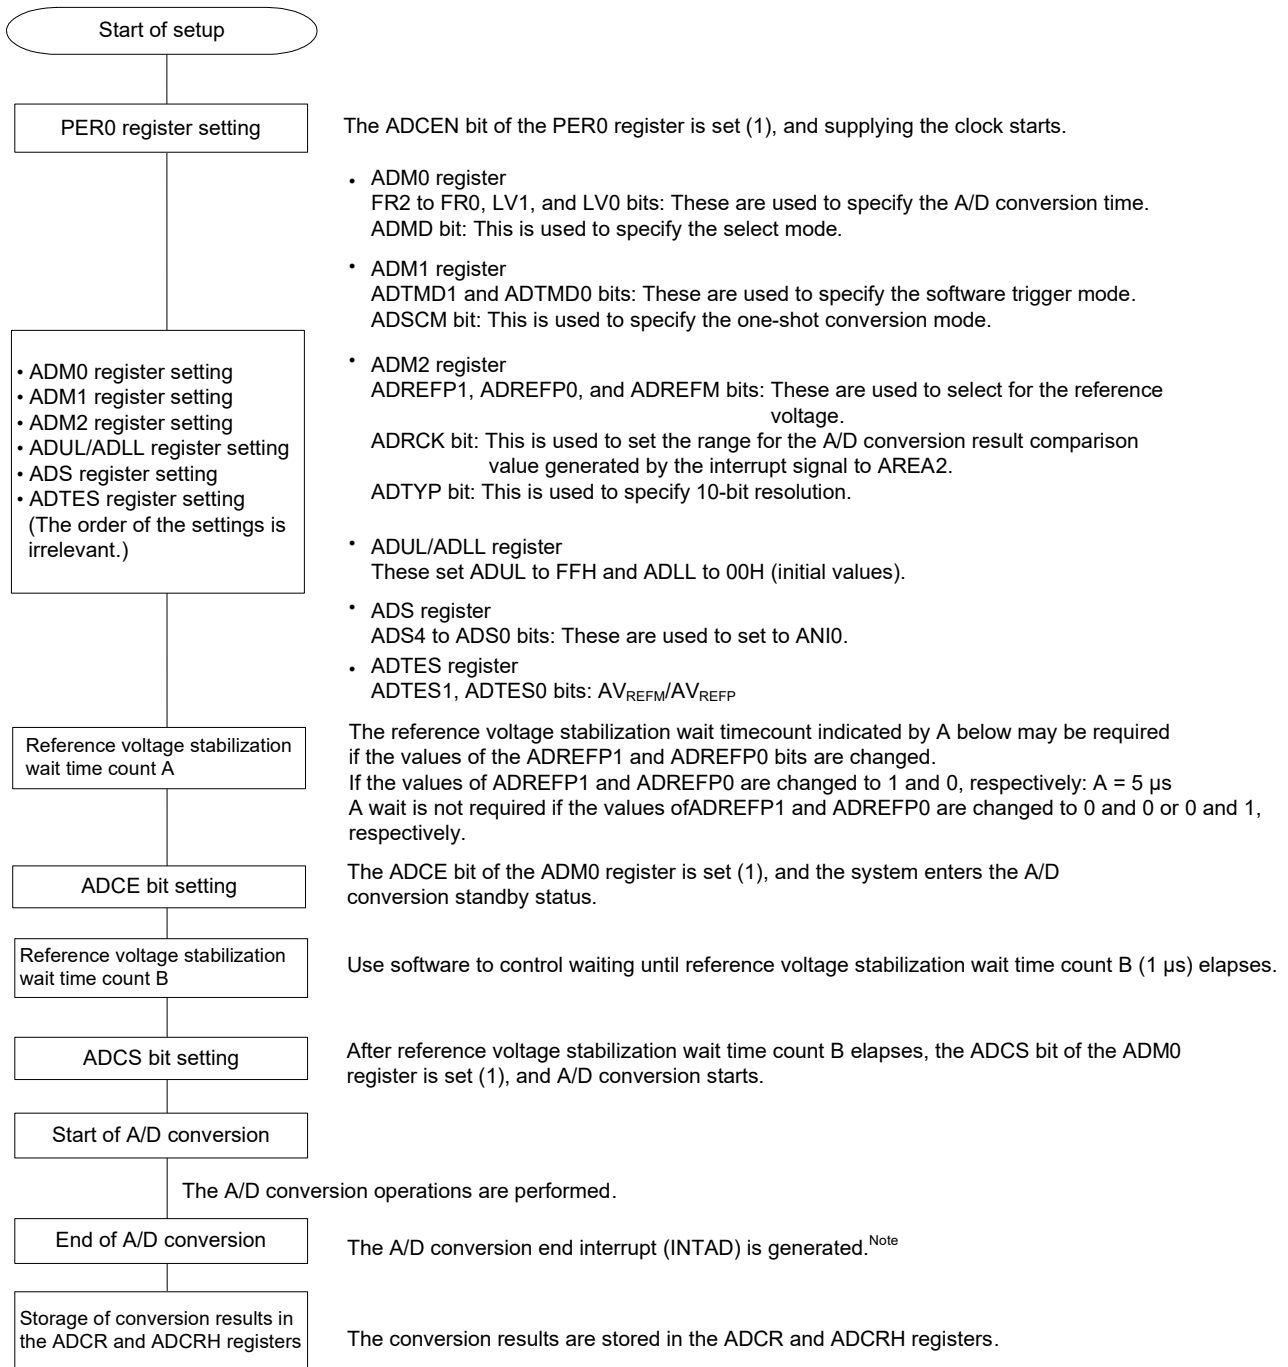 Start of setup
PER0 register setting
The ADCEN bit of the PER0 register is set (1), and supplying the clock starts.
• ADM0 register
FR2 to FR0, LV1, and LV0 bits: These are used to specify the A/D conversion time.
ADMD bit: This is used to specify the select mode.
• ADM1 register
ADTMD1 and ADTMD0 bits: These are used to specify the software trigger mode.
ADSCM bit: This is used to specify the one-shot conversion mode.
• ADM2 register
ADREFP1, ADREFP0, and ADREFM bits: These are used to select for the reference
voltage.
ADRCK bit: This is used to set the range for the A/D conversion result comparison
value generated by the interrupt signal to AREA2.
ADTYP bit: This is used to specify 10-bit resolution.
• ADUL/ADLL register
These set ADUL to FFH and ADLL to 00H (initial values).
• ADS register
ADS4 to ADS0 bits: These are used to set to ANI0.
• ADTES register
ADTES1, ADTES0 bits: AVREFM/AVREFP
• ADM0 register setting
• ADM1 register setting
• ADM2 register setting
• ADUL/ADLL register setting
• ADS register setting
• ADTES register setting
(The order of the settings is
irrelevant.)
Reference voltage stabilization
wait time count A
The reference voltage stabilization wait timecount indicated by A below may be required
if the values of the ADREFP1 and ADREFP0 bits are changed.
If the values of ADREFP1 and ADREFP0 are changed to 1 and 0, respectively: A = 5 µs
A wait is not required if the values ofADREFP1 and ADREFP0 are changed to 0 and 0 or 0 and 1,
respectively.
ADCE bit setting
The ADCE bit of the ADM0 register is set (1), and the system enters the A/D
conversion standby status.
Reference voltage stabilization
wait time count B
Use software to control waiting until reference voltage stabilization wait time count B (1 µs) elapses.
ADCS bit setting
After reference voltage stabilization wait time count B elapses, the ADCS bit of the ADM0
register is set (1), and A/D conversion starts.
Start of A/D conversion
The A/D conversion operations are performed.
End of A/D conversion
The A/D conversion end interrupt (INTAD) is generated.Note
Storage of conversion results in
the ADCR and ADCRH registers
The conversion results are stored in the ADCR and ADCRH registers.